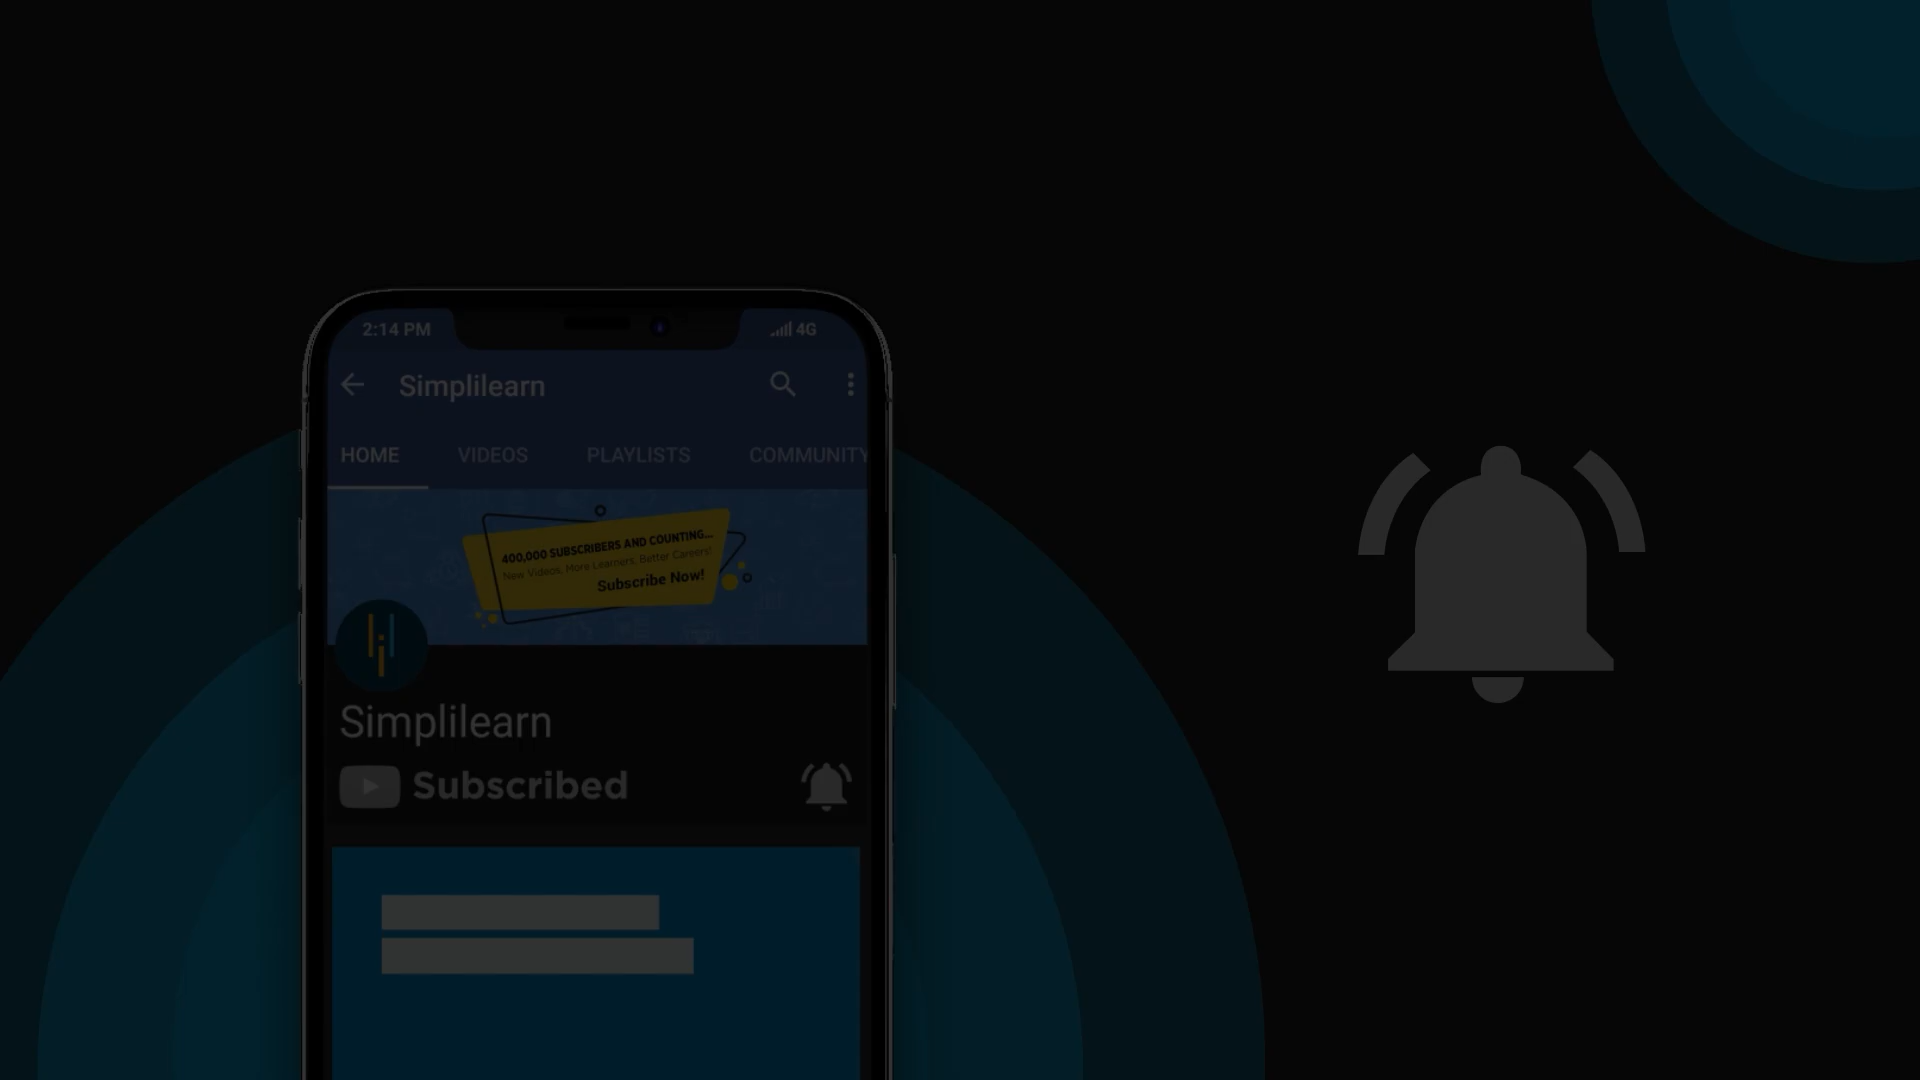 2:14 PM 4G
Simplilearn
HOME VIDEOS PLAYLISTS COMMUNITY
400,000 SUBSCRIBERS AND COUNTING...
New Videos, More Learners, Better Careers!
Subscribe Now!
Simplilearn
Subscribed